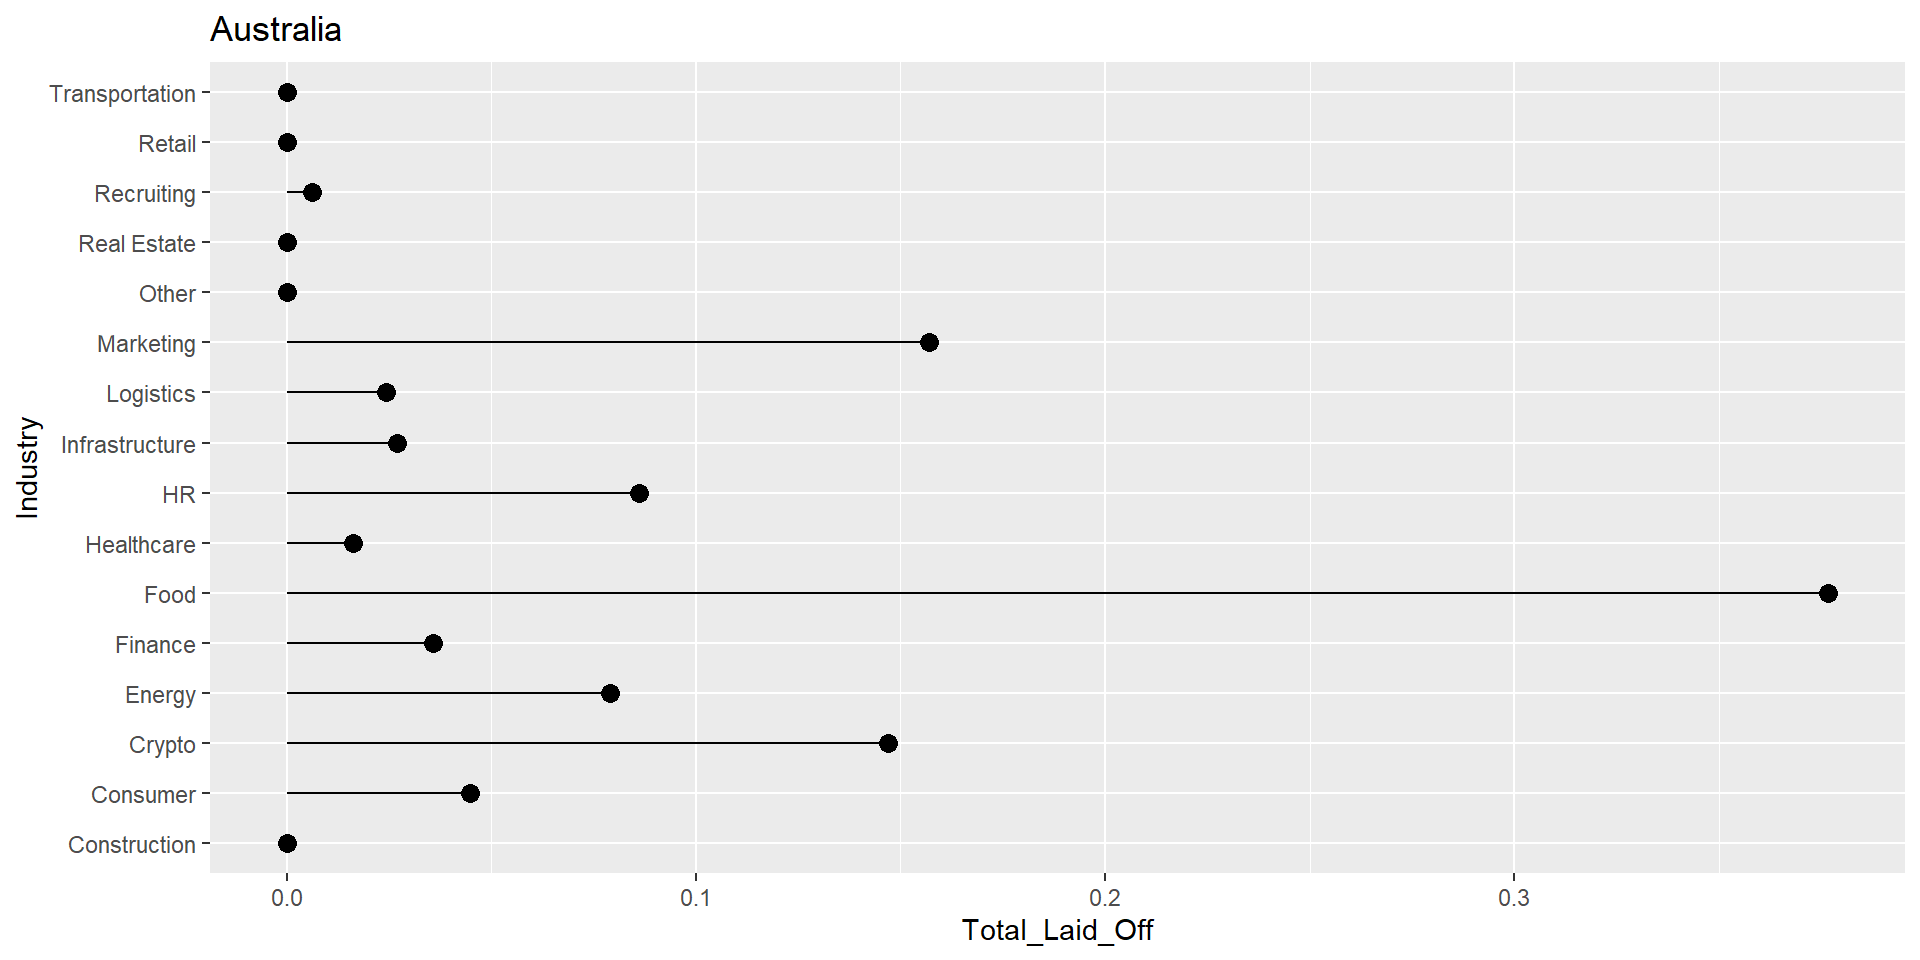 Australia
Transportation
Retail
Recruiting
Real Estate
Other
Marketing
Logistics
Infrastructure
HR
Healthcare
Food
Finance
Energy
Crypto
Consumer
Construction
Industry
0.0 0.1 0.2 0.3
Total_Laid_Off